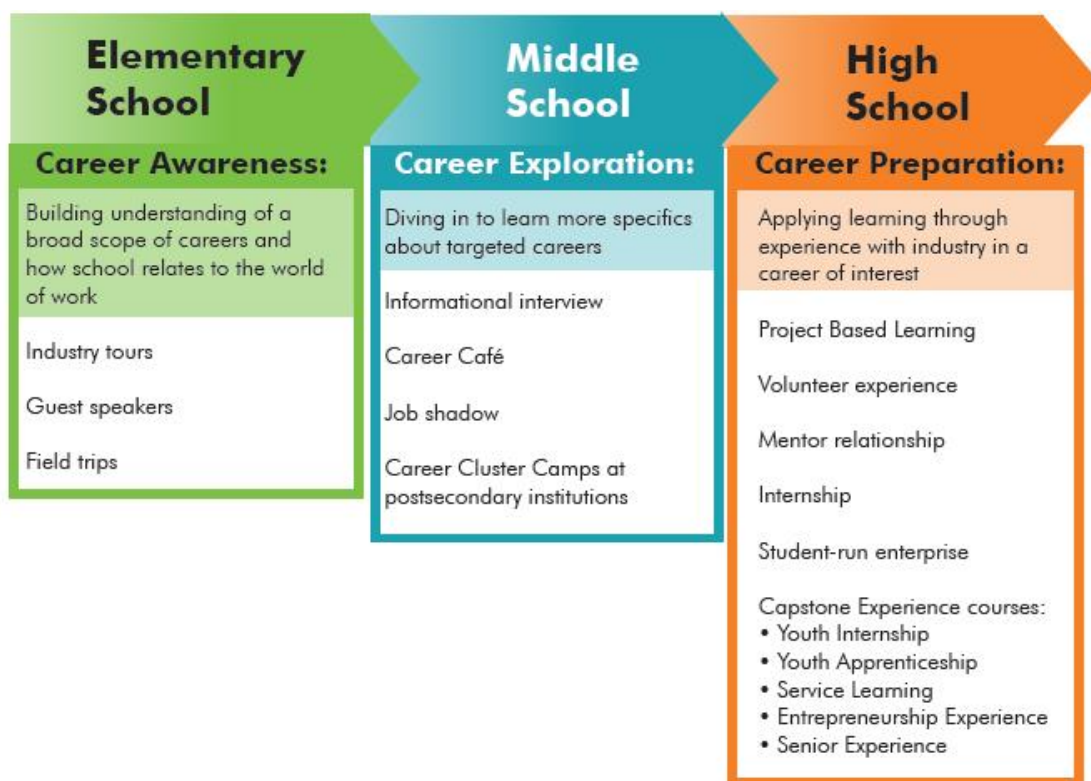 Elementary
School
Career Awareness:
Building understanding of a
broad scope of careers and
how school relates to the world
of work
Industry tours
Guest speakers
Field trips
Middle
School
Career Exploration:
Diving in to learn more specifics
about targeted careers
Informational interview
Career Café
Job shadow
Career Cluster Camps at
postsecondary institutions
High
School
Career Preparation:
Applying learning through
experience with industry in a
career of interest
Project Based Learning
Volunteer experience
Mentor relationship
Internship
Student-run enterprise
Capstone Experience courses:
• Youth Internship
• Youth Apprenticeship
• Service Learning
• Entrepreneurship Experience
• Senior Experience